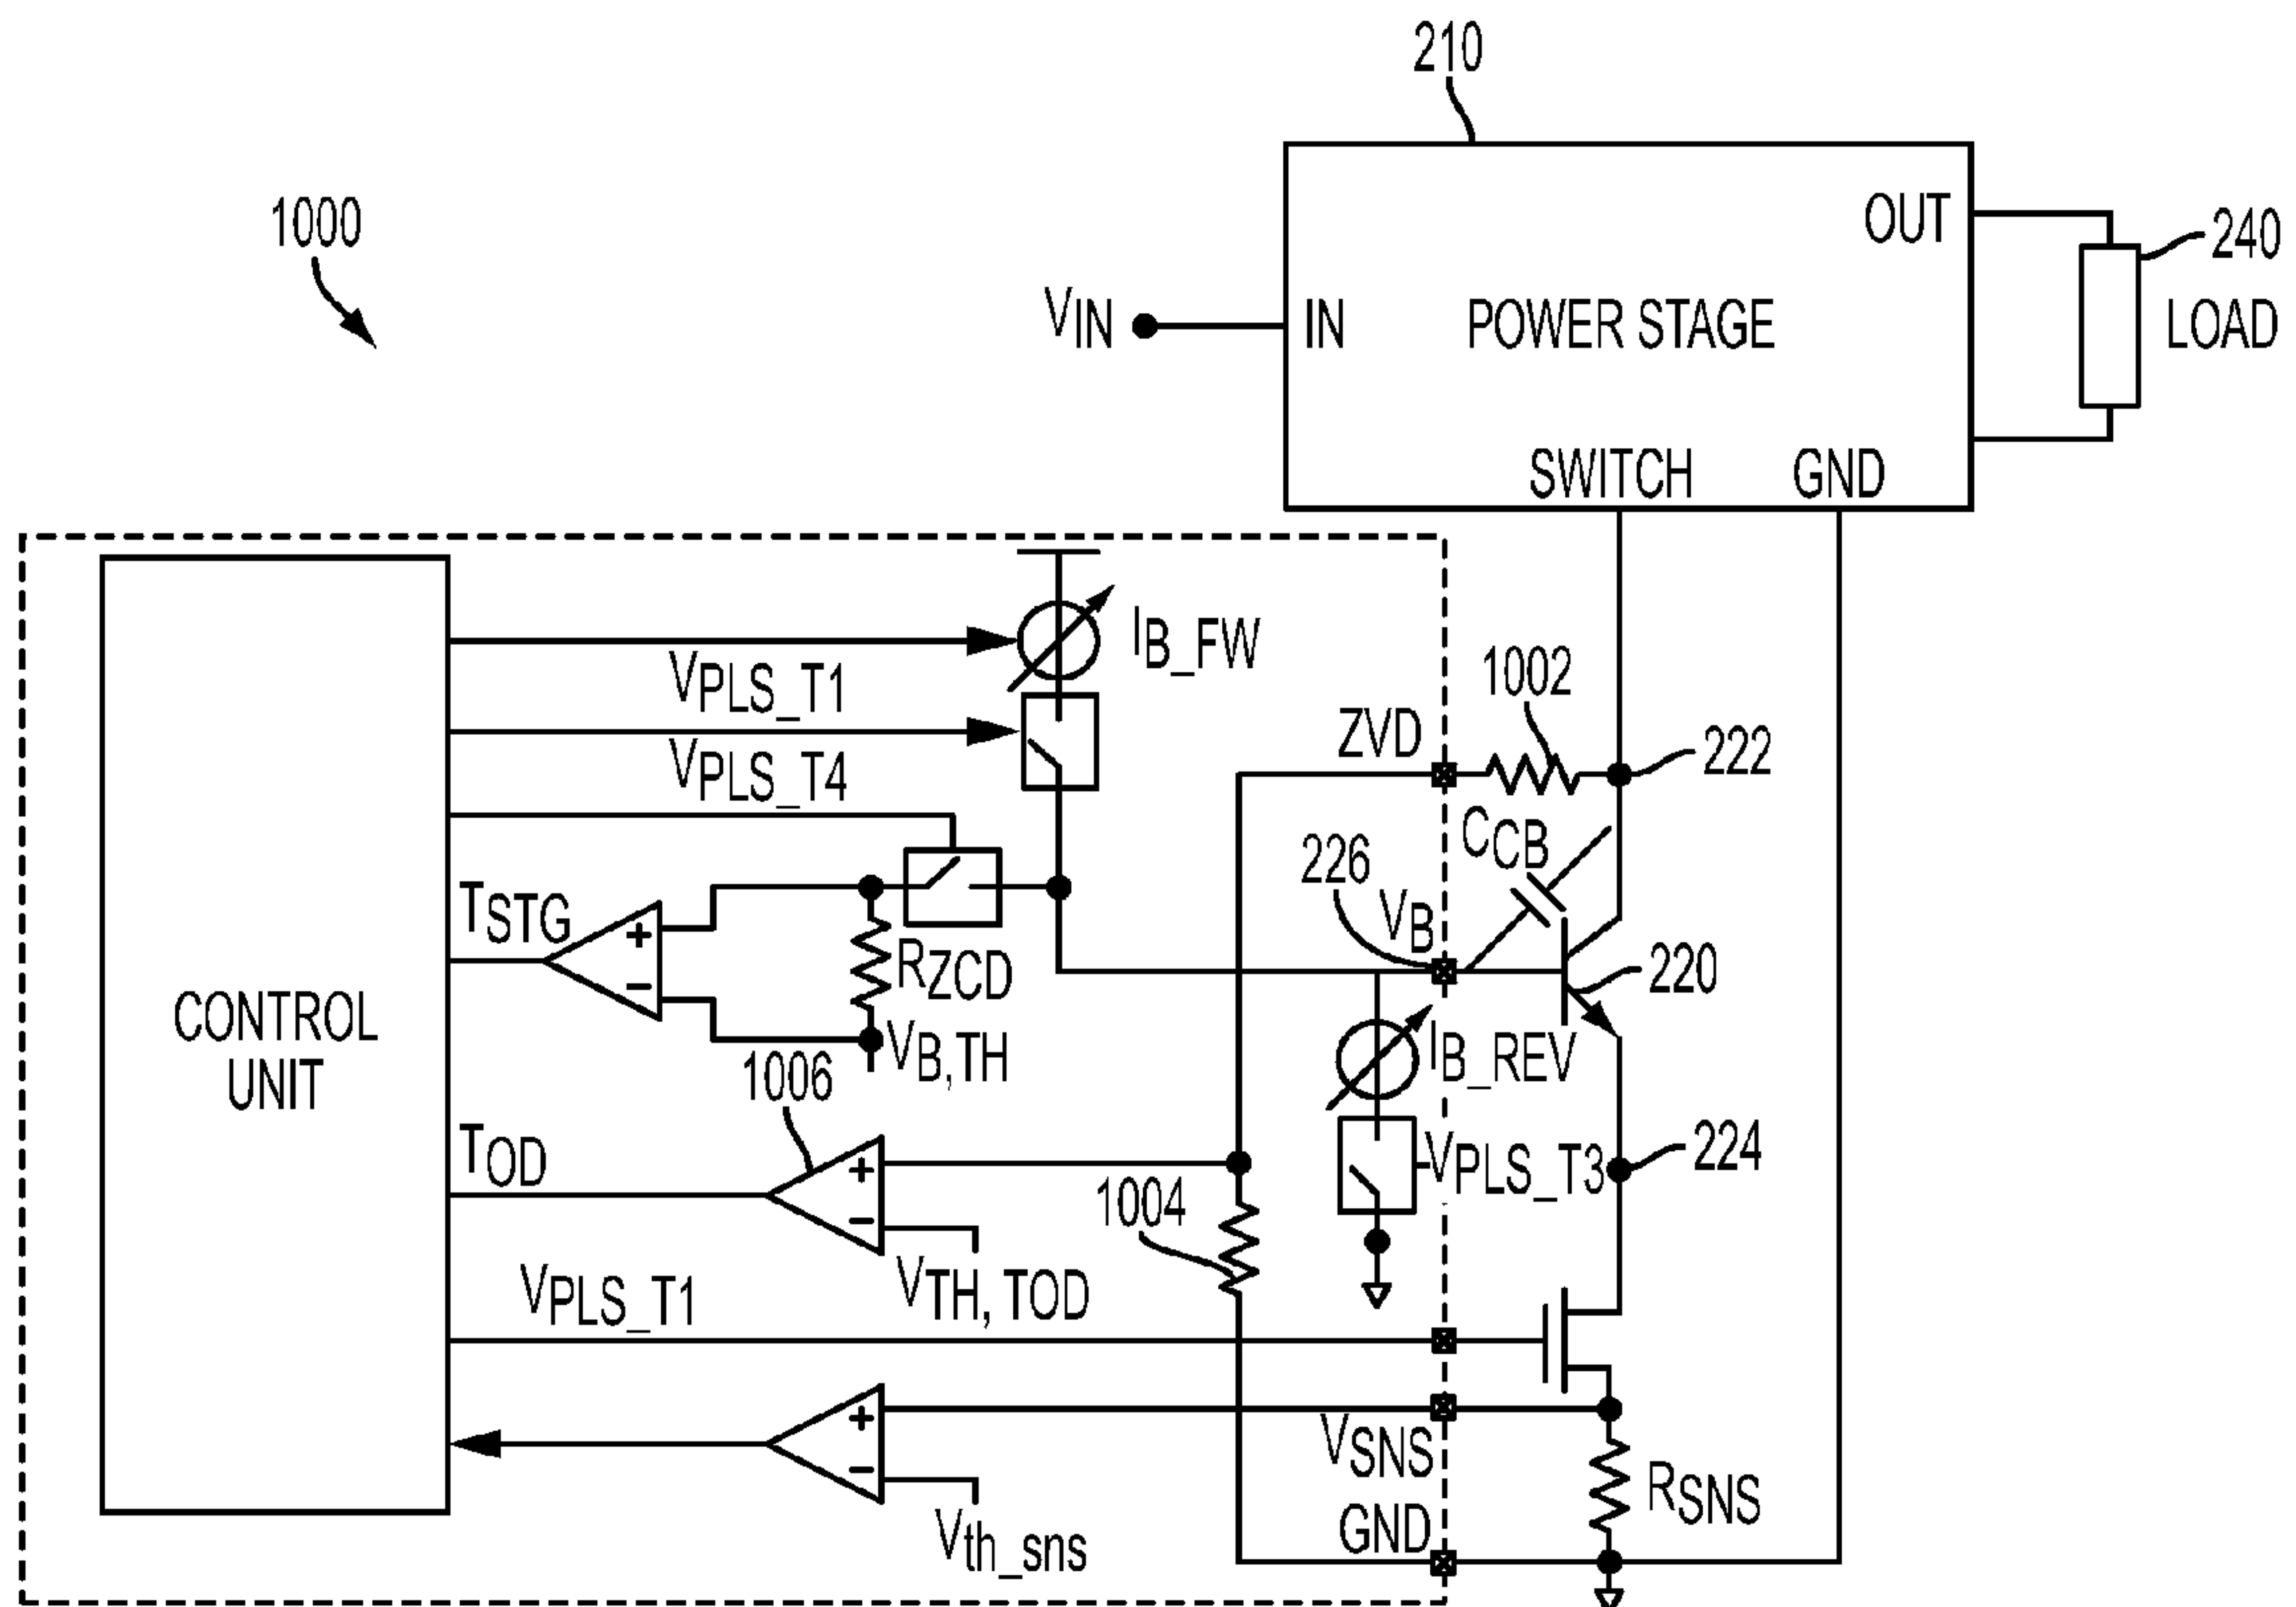 210
1000
OUT
240
VIN
IN
POWER STAGE
LOAD
SWITCH
GND
IB_FW
VPLS_T1
1002
ZVD
222
VPLS_T4
CCB
226
VB
TSTG
+
−
RZCD
220
CONTROL
UNIT
VB,TH
IB_REV
1006
TOD
+
−
VPLS_T3
224
1004
VTH, TOD
VPLS_T1
+
−
VSNS
RSNS
GND
Vth_sns